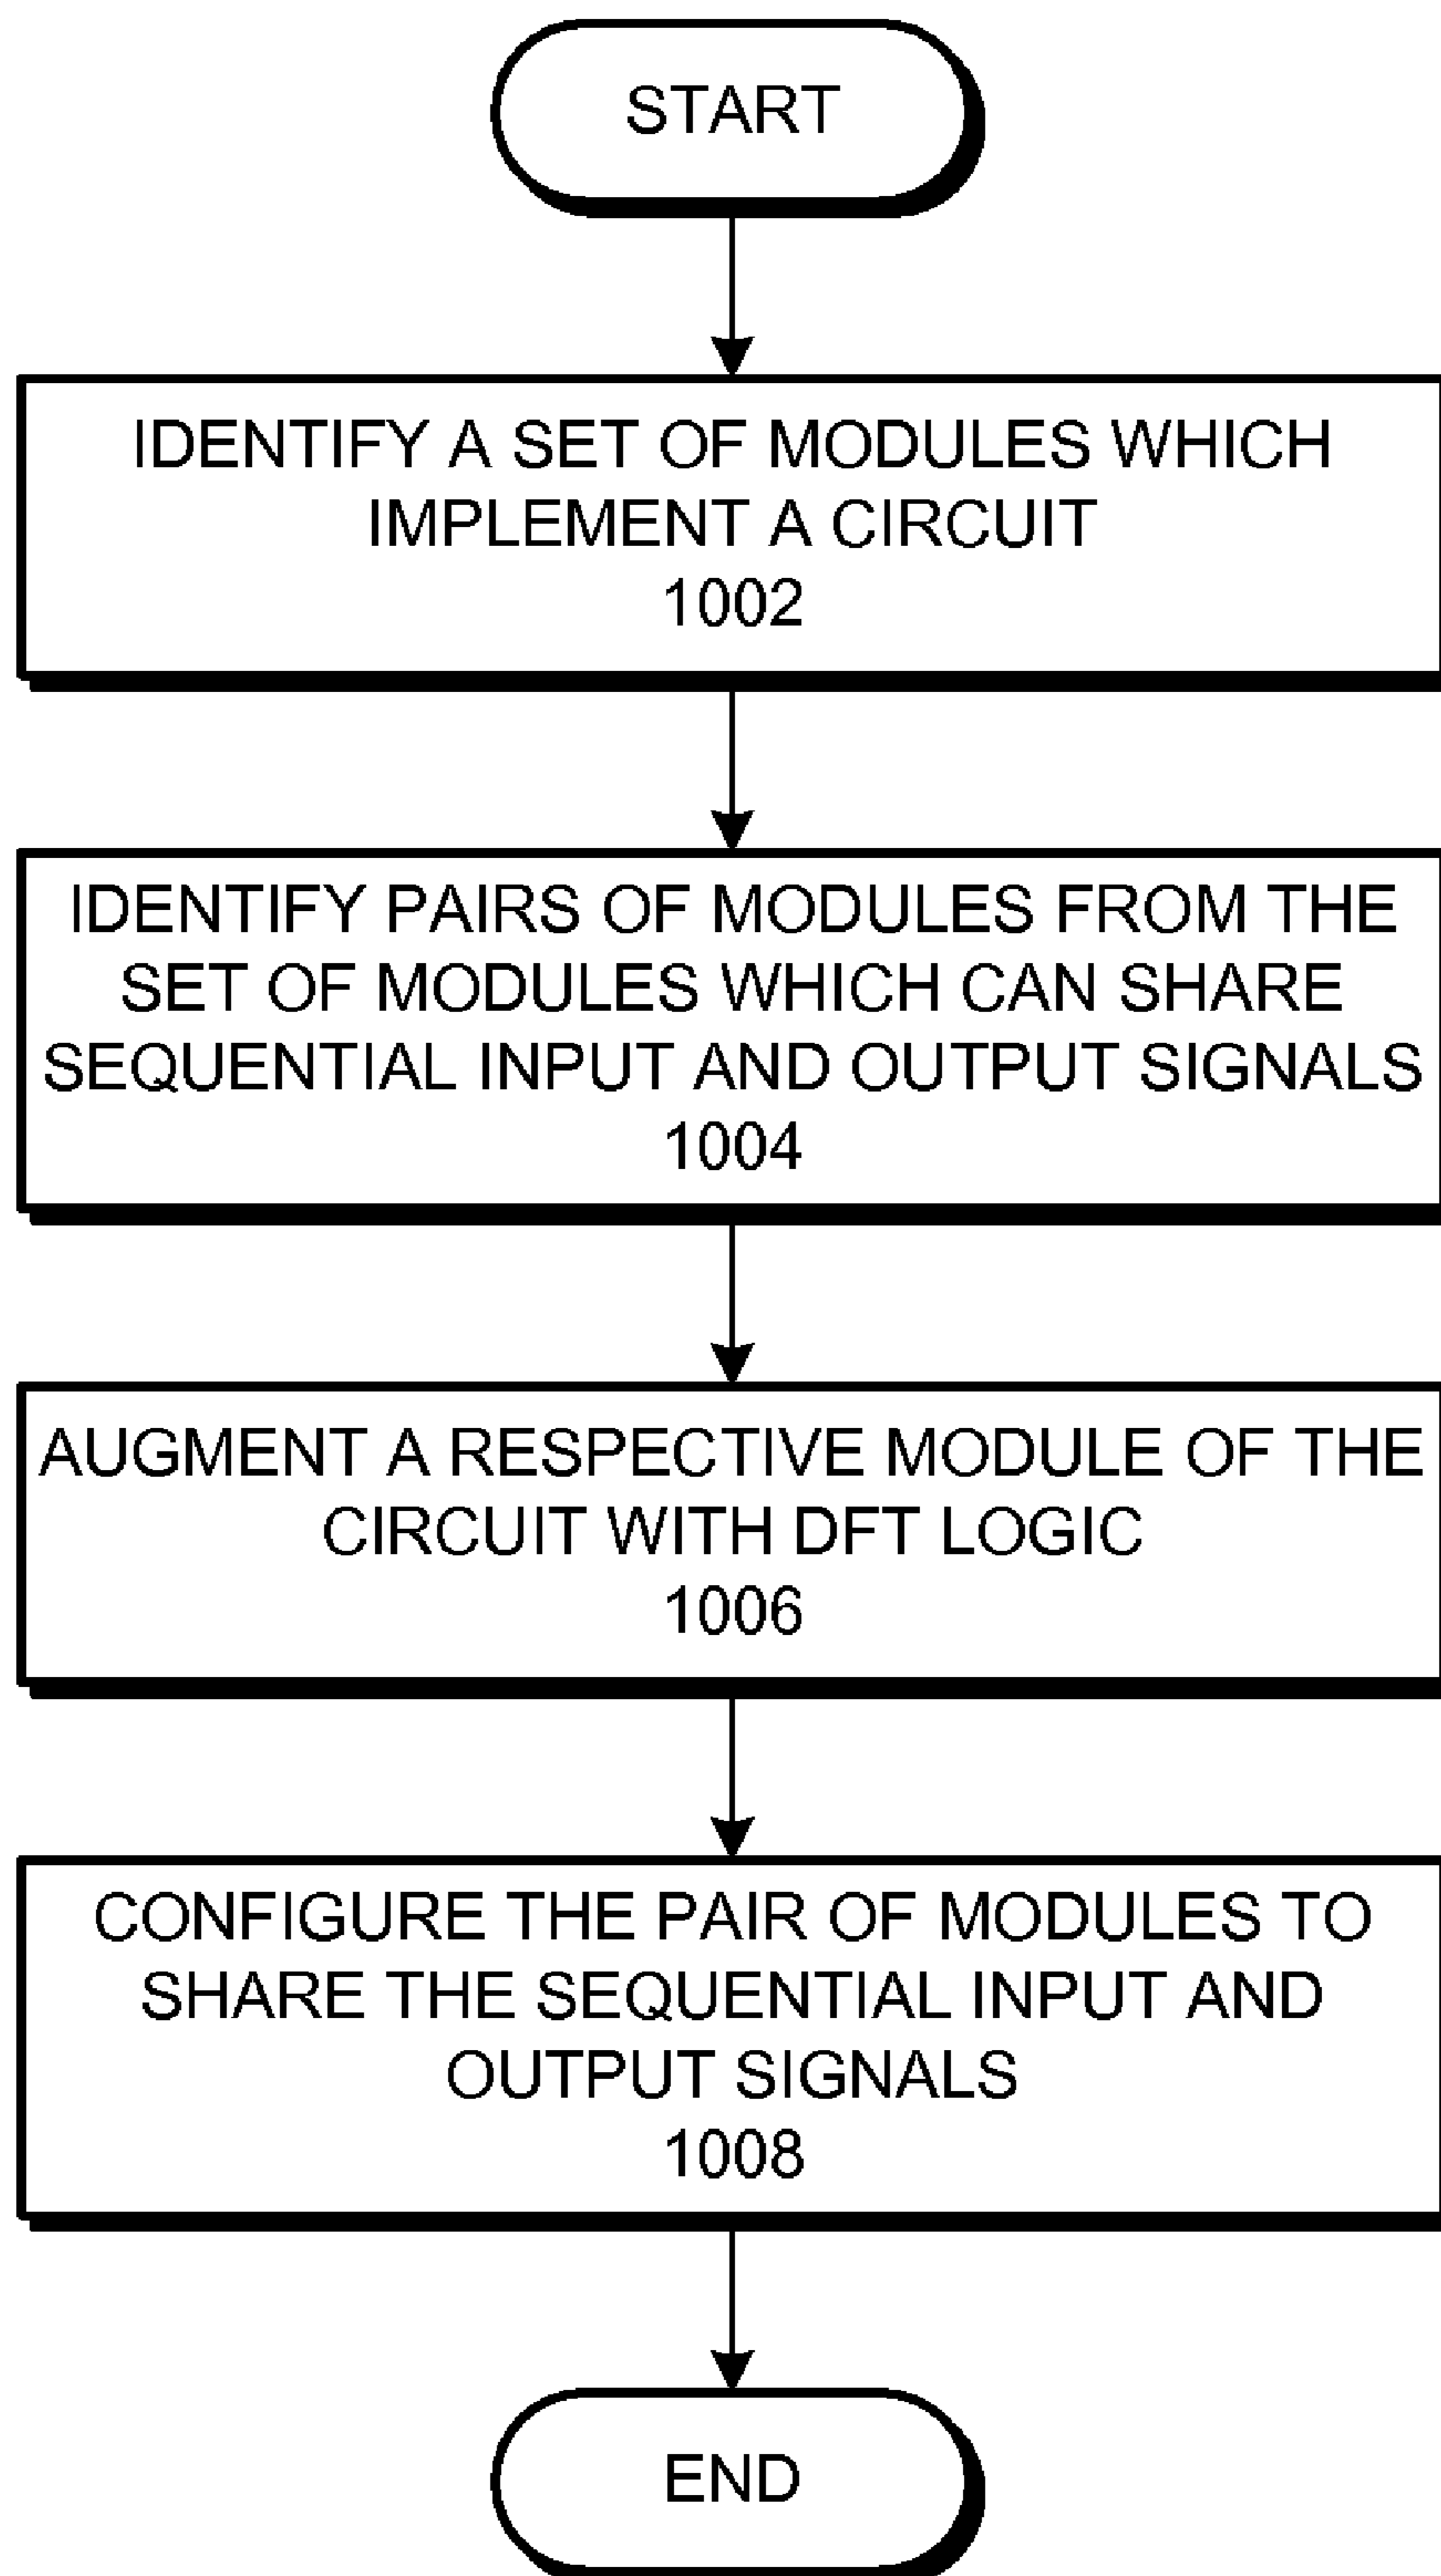 START
IDENTIFY A SET OF MODULES WHICH
IMPLEMENT A CIRCUIT
1002
IDENTIFY PAIRS OF MODULES FROM THE
SET OF MODULES WHICH CAN SHARE
SEQUENTIAL INPUT AND OUTPUT SIGNALS
1004
AUGMENT A RESPECTIVE MODULE OF THE
CIRCUIT WITH DFT LOGIC
1006
CONFIGURE THE PAIR OF MODULES TO
SHARE THE SEQUENTIAL INPUT AND
OUTPUT SIGNALS
1008
END